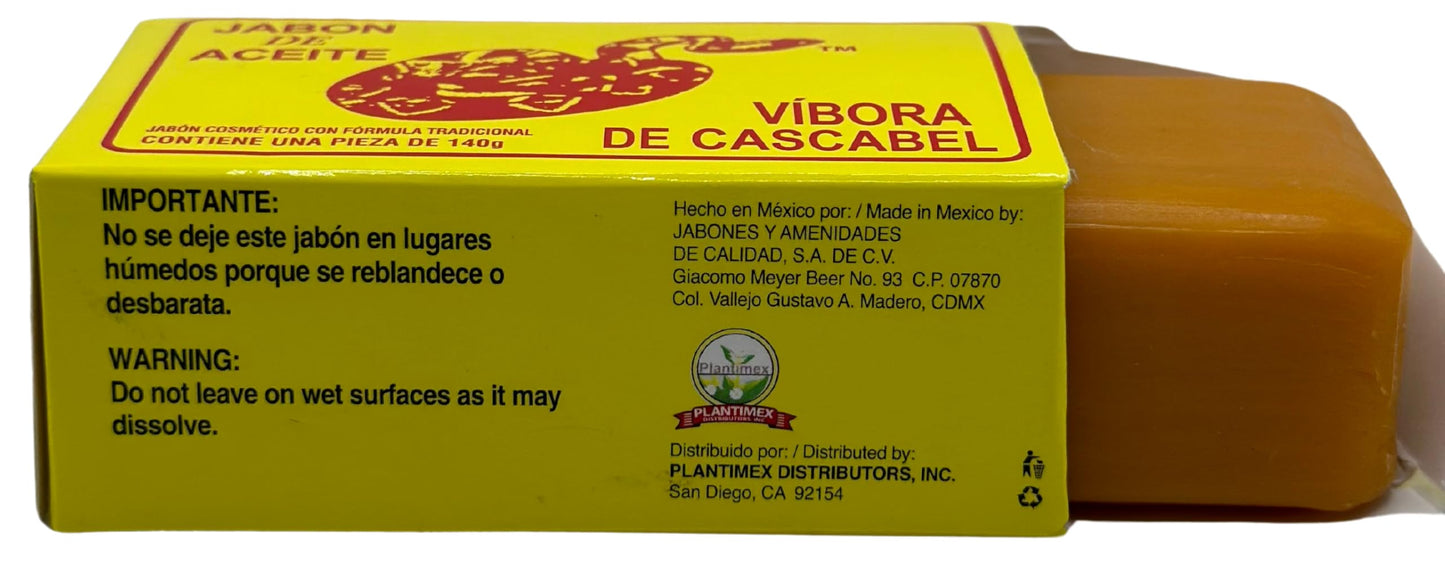 JABON
DE
ACEITE
TM
VÍBORA
DE CASCABEL
JABÓN COSMÉTICO CON FÓRMULA TRADICIONAL
CONTIENE UNA PIEZA DE 140g
IMPORTANTE:
No se deje este jabón en lugares
húmedos porque se reblandece o
desbarata.
WARNING:
Do not leave on wet surfaces as it may
dissolve.
Hecho en México por: / Made in Mexico by:
JABONES Y AMENIDADES
DE CALIDAD, S.A. DE C.V.
Giacomo Meyer Beer No. 93 C.P. 07870
Col. Vallejo Gustavo A. Madero, CDMX
Plantimex
PLANTIMEX
DISTRIBUTORS INC
Distribuido por: / Distributed by:
PLANTIMEX DISTRIBUTORS, INC.
San Diego, CA 92154